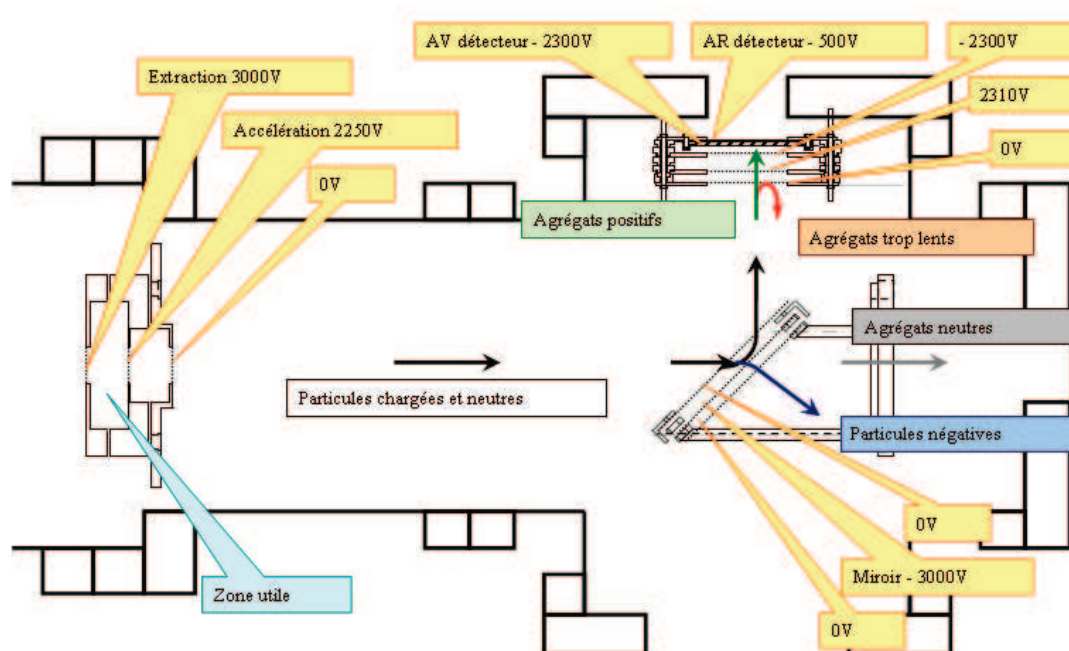 AV détecteur - 2300V
AR détecteur - 500V
- 2300V
Extraction 3000V
2310V
Accélération 2250V
0V
0V
Agrégats positifs
Agrégats trop lents
Agrégats neutres
Particules chargées et neutres
Particules négatives
0V
Miroir - 3000V
Zone utile
0V